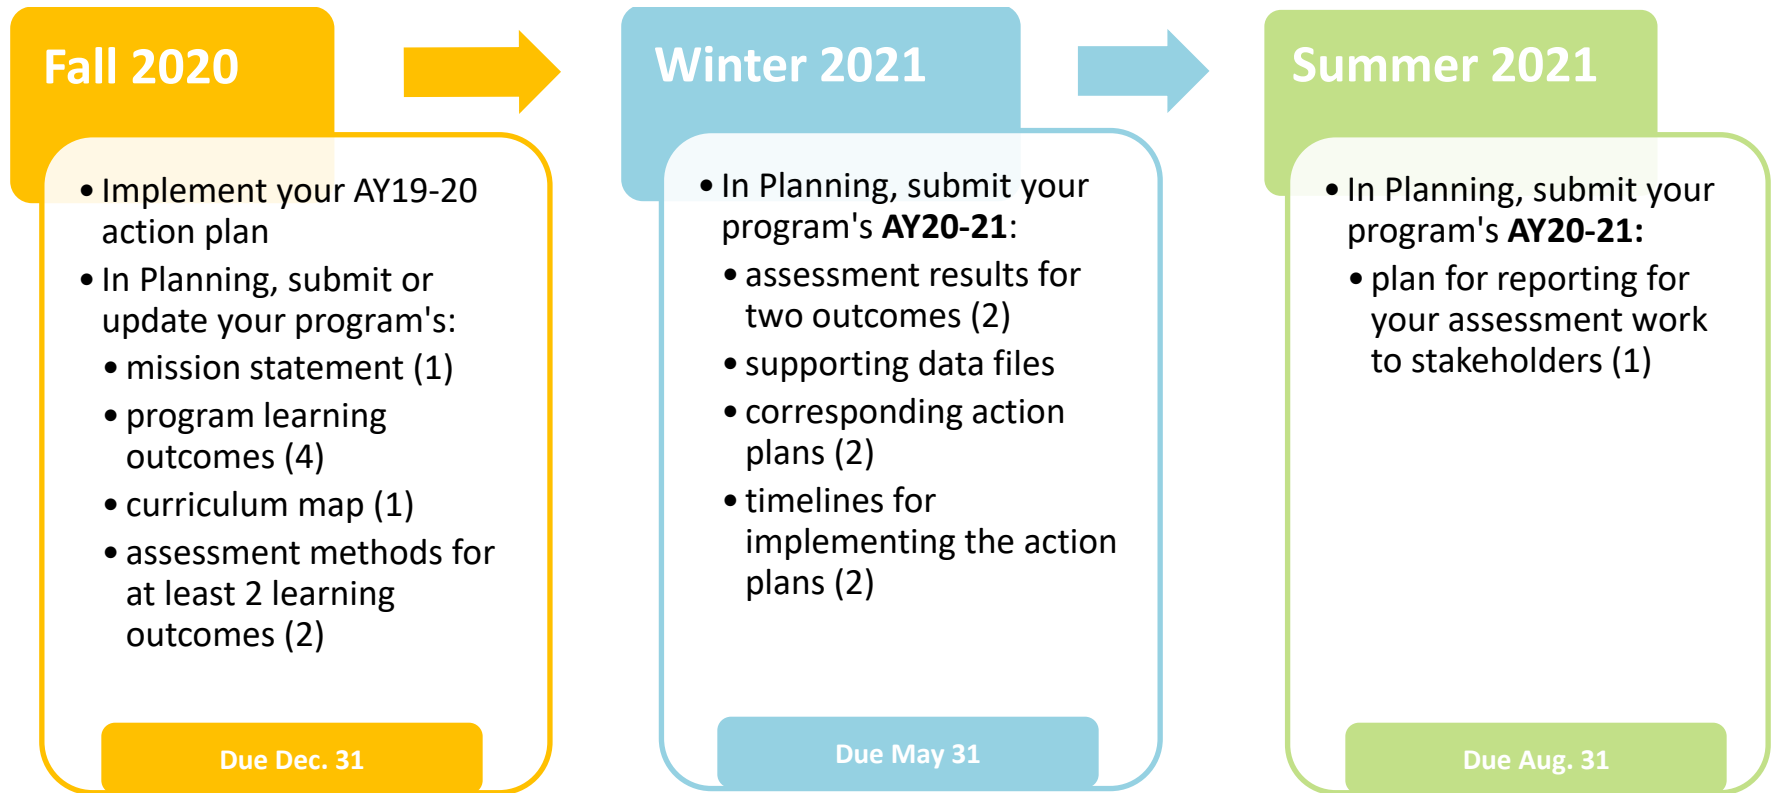 Fall 2020
• Implement your AY19-20
action plan
• In Planning, submit or
update your program's:
• mission statement (1)
• program learning
outcomes (4)
• curriculum map (1)
• assessment methods for
at least 2 learning
outcomes (2)
Due Dec. 31
Winter 2021
• In Planning, submit your
program's AY20-21:
• assessment results for
two outcomes (2)
• supporting data files
• corresponding action
plans (2)
• timelines for
implementing the action
plans (2)
Due May 31
Summer 2021
• In Planning, submit your
program's AY20-21:
• plan for reporting for
your assessment work
to stakeholders (1)
Due Aug. 31